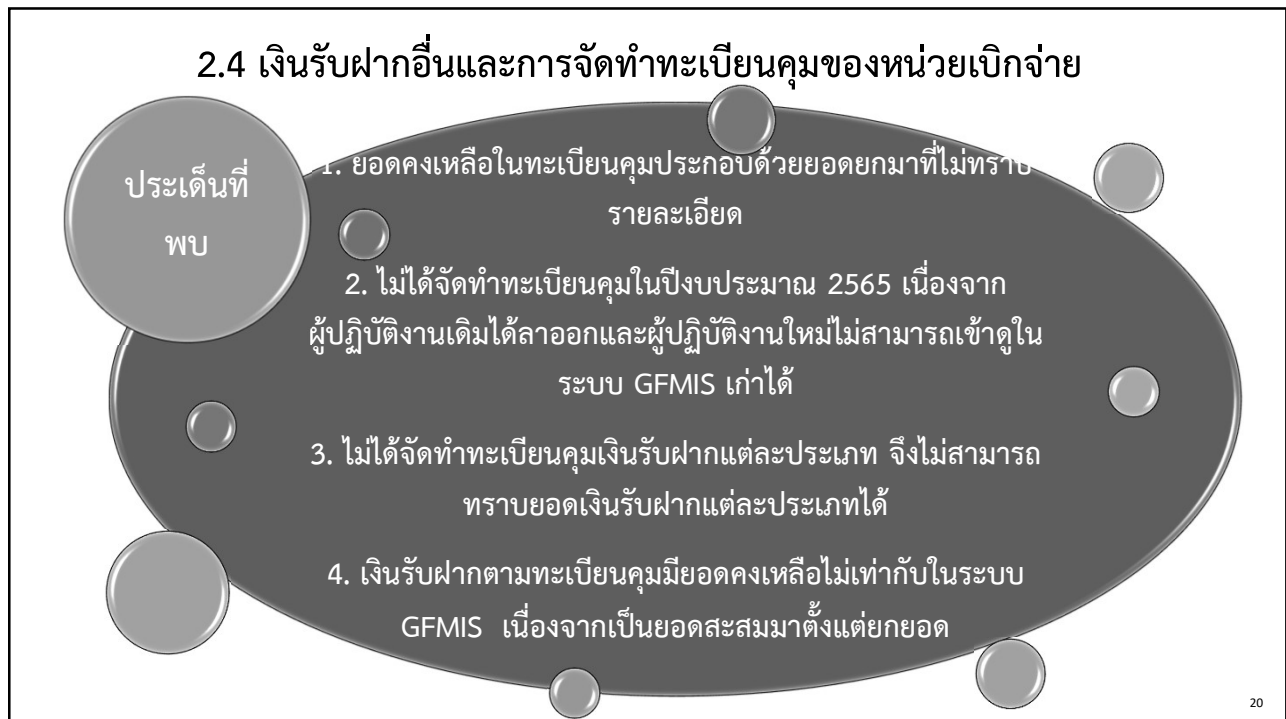 2.4 เงินรับฝากอื่นและการจัดทำทะเบียนคุมของหน่วยเบิกจ่าย
ประเด็นที่
พบ
1. ยอดคงเหลือในทะเบียนคุมประกอบด้วยยอดยกมาที่ไม่ทราบ
รายละเอียด
2. ไม่ได้จัดทำทะเบียนคุมในปีงบประมาณ 2565 เนื่องจาก
ผู้ปฏิบัติงานเดิมได้ลาออกและผู้ปฏิบัติงานใหม่ไม่สามารถเข้าดูใน
ระบบ GFMIS เก่าได้
3. ไม่ได้จัดทำทะเบียนคุมเงินรับฝากแต่ละประเภท จึงไม่สามารถ
ทราบยอดเงินรับฝากแต่ละประเภทได้
4. เงินรับฝากตามทะเบียนคุมมียอดคงเหลือไม่เท่ากับในระบบ
GFMIS เนื่องจากเป็นยอดสะสมมาตั้งแต่ยกยอด
20